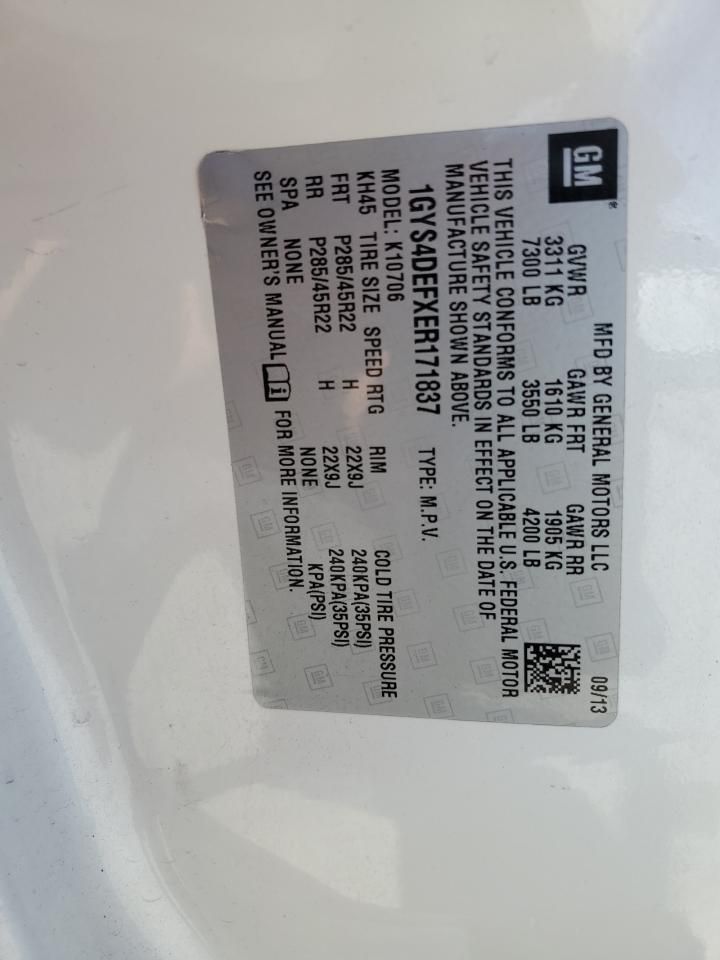 GM®
MFD BY GENERAL MOTORS LLC 09/13
GVWR GAWR FRT GAWR RR
3311 KG 1610 KG 1905 KG
7300 LB 3550 LB 4200 LB
THIS VEHICLE CONFORMS TO ALL APPLICABLE U.S. FEDERAL MOTOR
VEHICLE SAFETY STANDARDS IN EFFECT ON THE DATE OF
MANUFACTURE SHOWN ABOVE.
1GYS4DEFXER171837 TYPE: M.P.V.
MODEL: K10706
KH45 TIRE SIZE SPEED RTG RIM COLD TIRE PRESSURE
FRT P285/45R22 H 22X9J 240KPA(35PSI)
RR P285/45R22 H 22X9J 240KPA(35PSI)
SPA NONE NONE KPA(PSI)
SEE OWNER'S MANUAL FOR MORE INFORMATION.